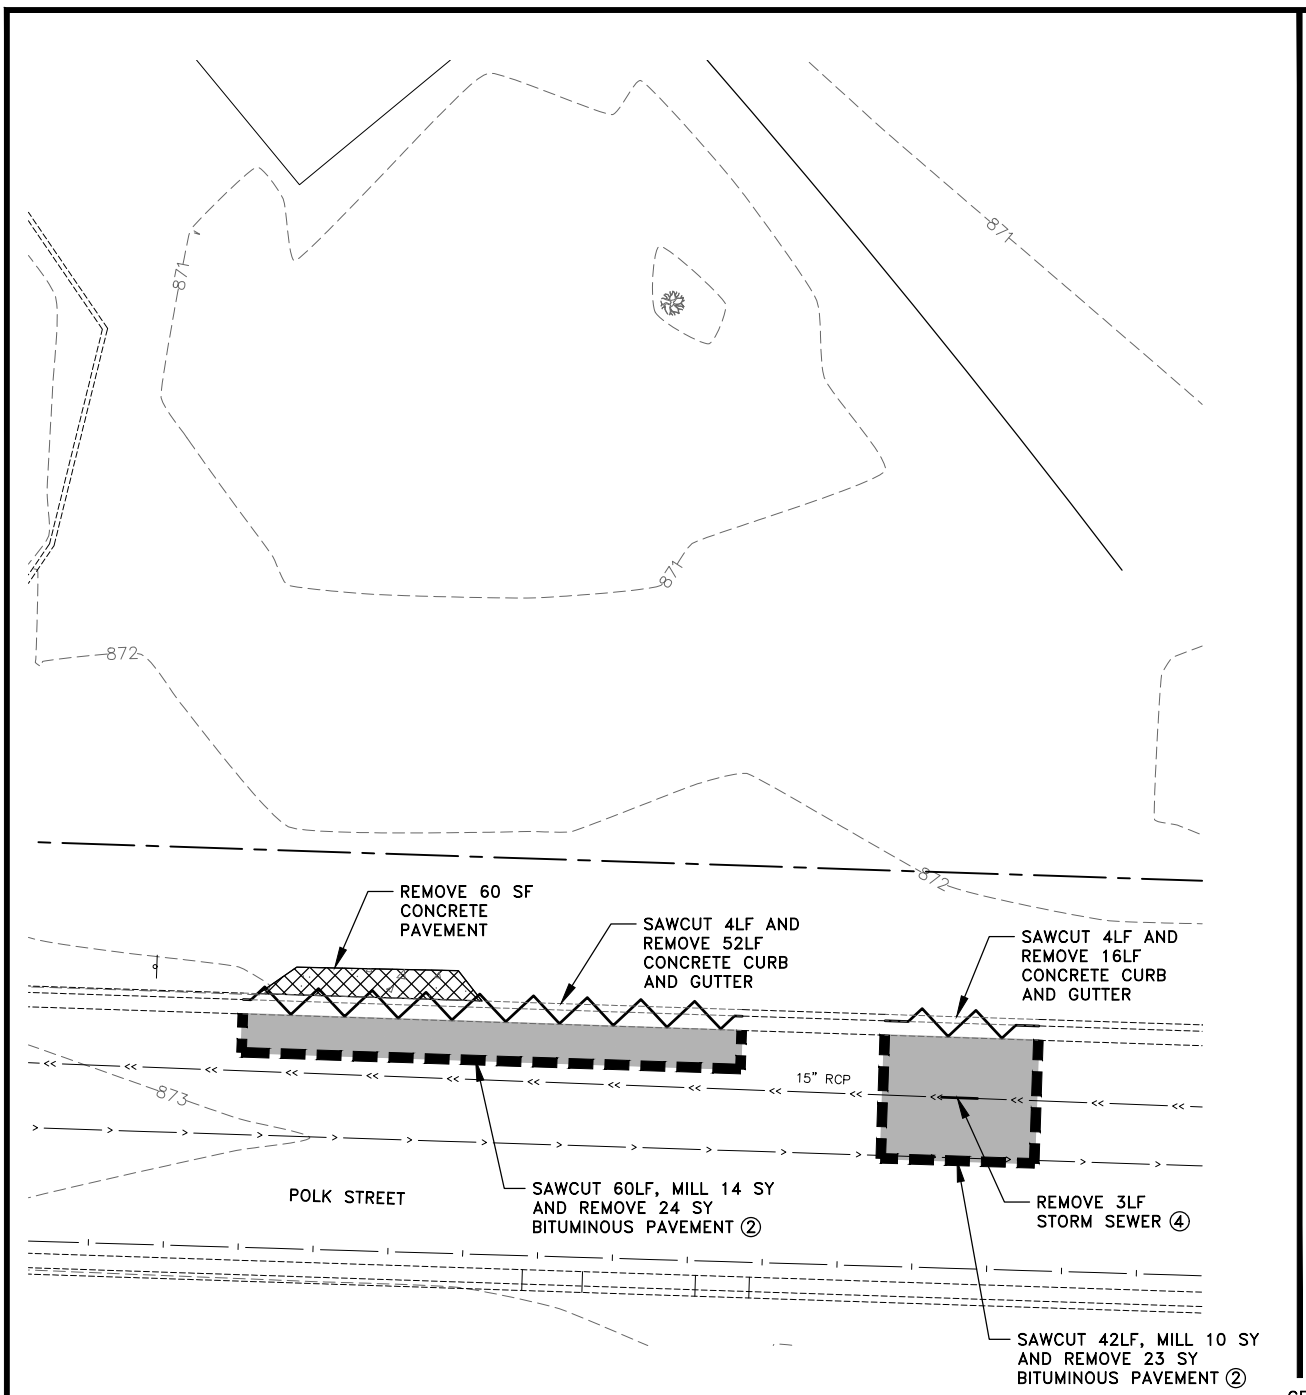 871
871
871
872
872
REMOVE 60 SF
CONCRETE
PAVEMENT
SAWCUT 4LF AND
REMOVE 52LF
CONCRETE CURB
AND GUTTER
SAWCUT 4LF AND
REMOVE 16LF
CONCRETE CURB
AND GUTTER
15" RCP
873
POLK STREET
SAWCUT 60LF, MILL 14 SY
AND REMOVE 24 SY
BITUMINOUS PAVEMENT ②
REMOVE 3LF
STORM SEWER ④
SAWCUT 42LF, MILL 10 SY
AND REMOVE 23 SY
BITUMINOUS PAVEMENT ②